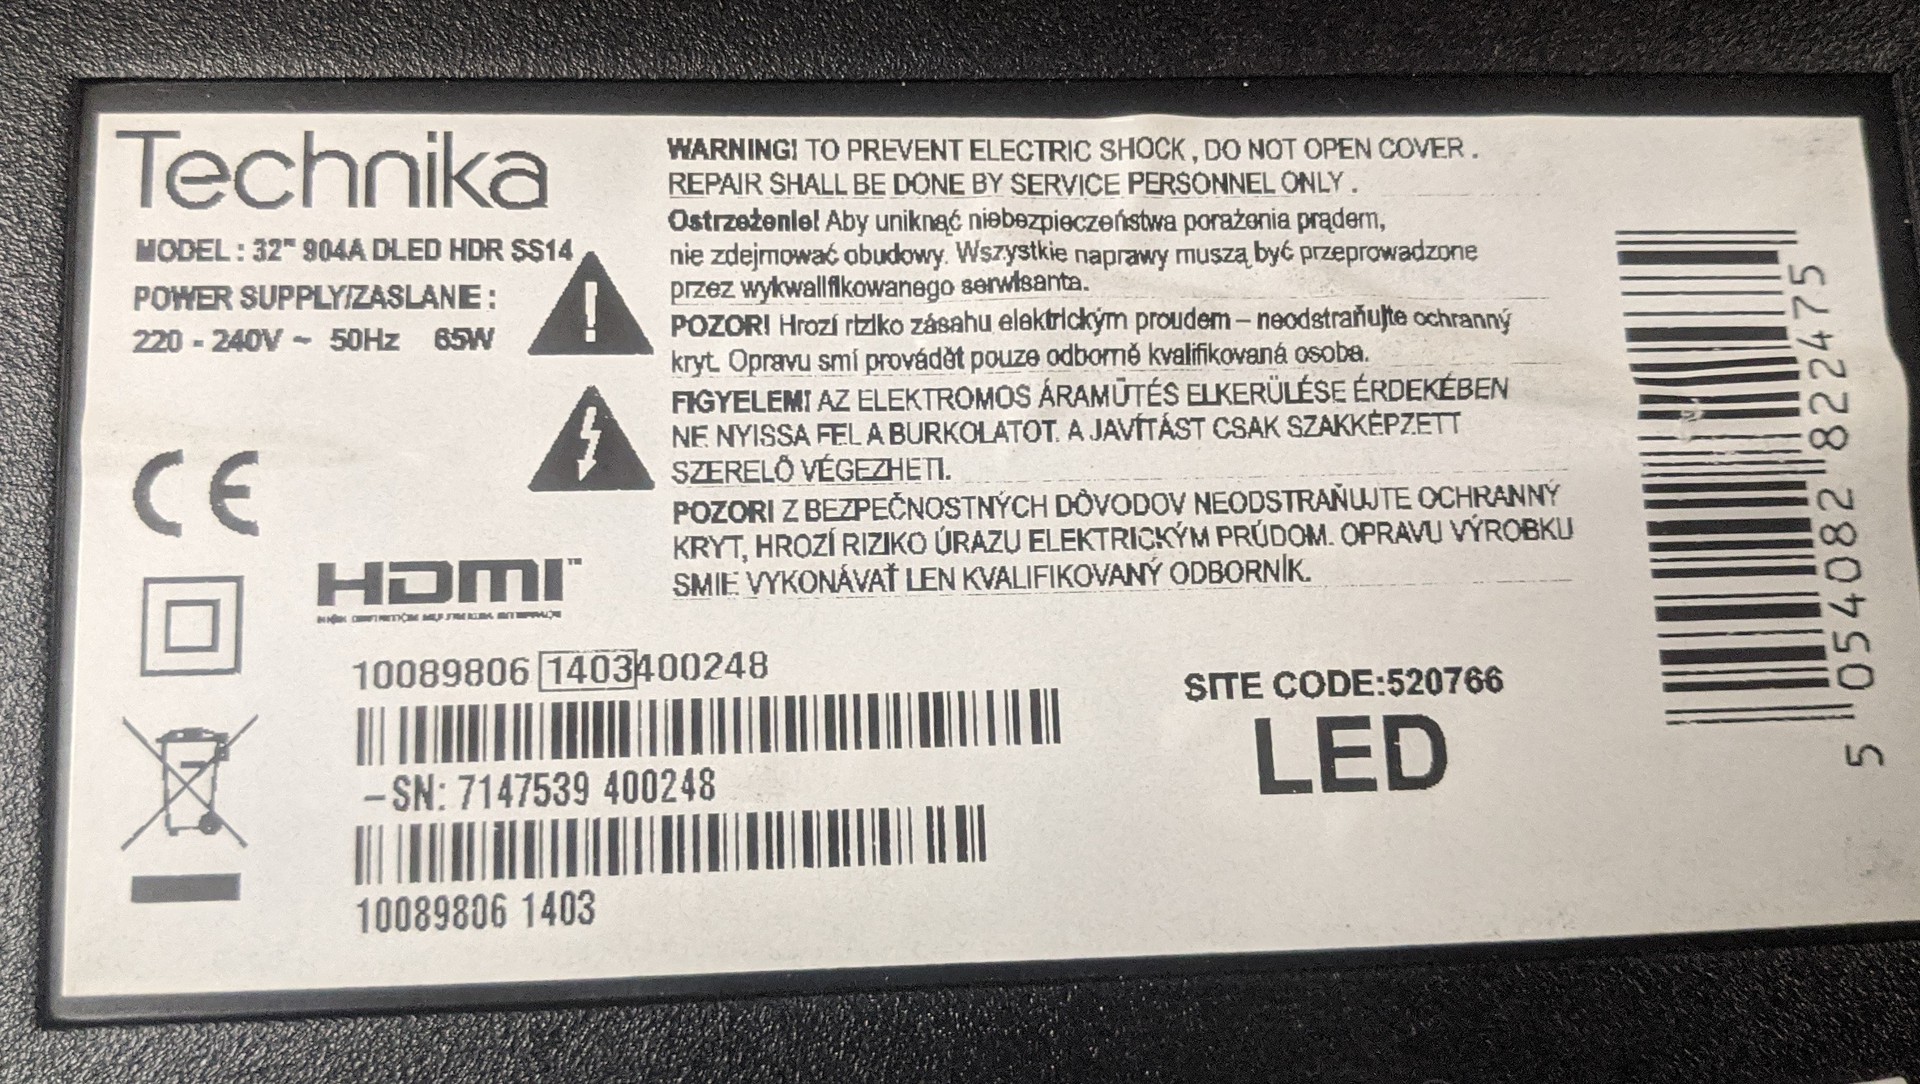 Technika
MODEL : 32" 904A DLED HDR SS14
POWER SUPPLY/ZASLANIE :
220 - 240V ~ 50Hz 65W
WARNING! TO PREVENT ELECTRIC SHOCK , DO NOT OPEN COVER .
REPAIR SHALL BE DONE BY SERVICE PERSONNEL ONLY .
Ostrzeżenie! Aby uniknąć niebezpieczeństwa porażenia prądem,
nie zdejmować obudowy. Wszystkie naprawy muszą być przeprowadzone
przez wykwalifikowanego serwisanta.
POZOR! Hrozí riziko zásahu elektrickým proudem – neodstraňujte ochranný
kryt. Opravu smí provádět pouze odborně kvalifikovaná osoba.
FIGYELEM! AZ ELEKTROMOS ÁRAMÜTÉS ELKERÜLÉSE ÉRDEKÉBEN
NE NYISSA FEL A BURKOLATOT. A JAVÍTÁST CSAK SZAKKÉPZETT
SZERELŐ VÉGEZHETI.
POZOR! Z BEZPEČNOSTNÝCH DÔVODOV NEODSTRAŇUJTE OCHRANNÝ
KRYT, HROZÍ RIZIKO ÚRAZU ELEKTRICKÝM PRÚDOM. OPRAVU VÝROBKU
SMIE VYKONÁVAŤ LEN KVALIFIKOVANÝ ODBORNÍK.
CE
HDMI™
HIGH DEFINITION MULTIMEDIA INTERFACE
10089806 1403400248
–SN: 7147539 400248
10089806 1403
SITE CODE:520766
LED
5 054082 822475